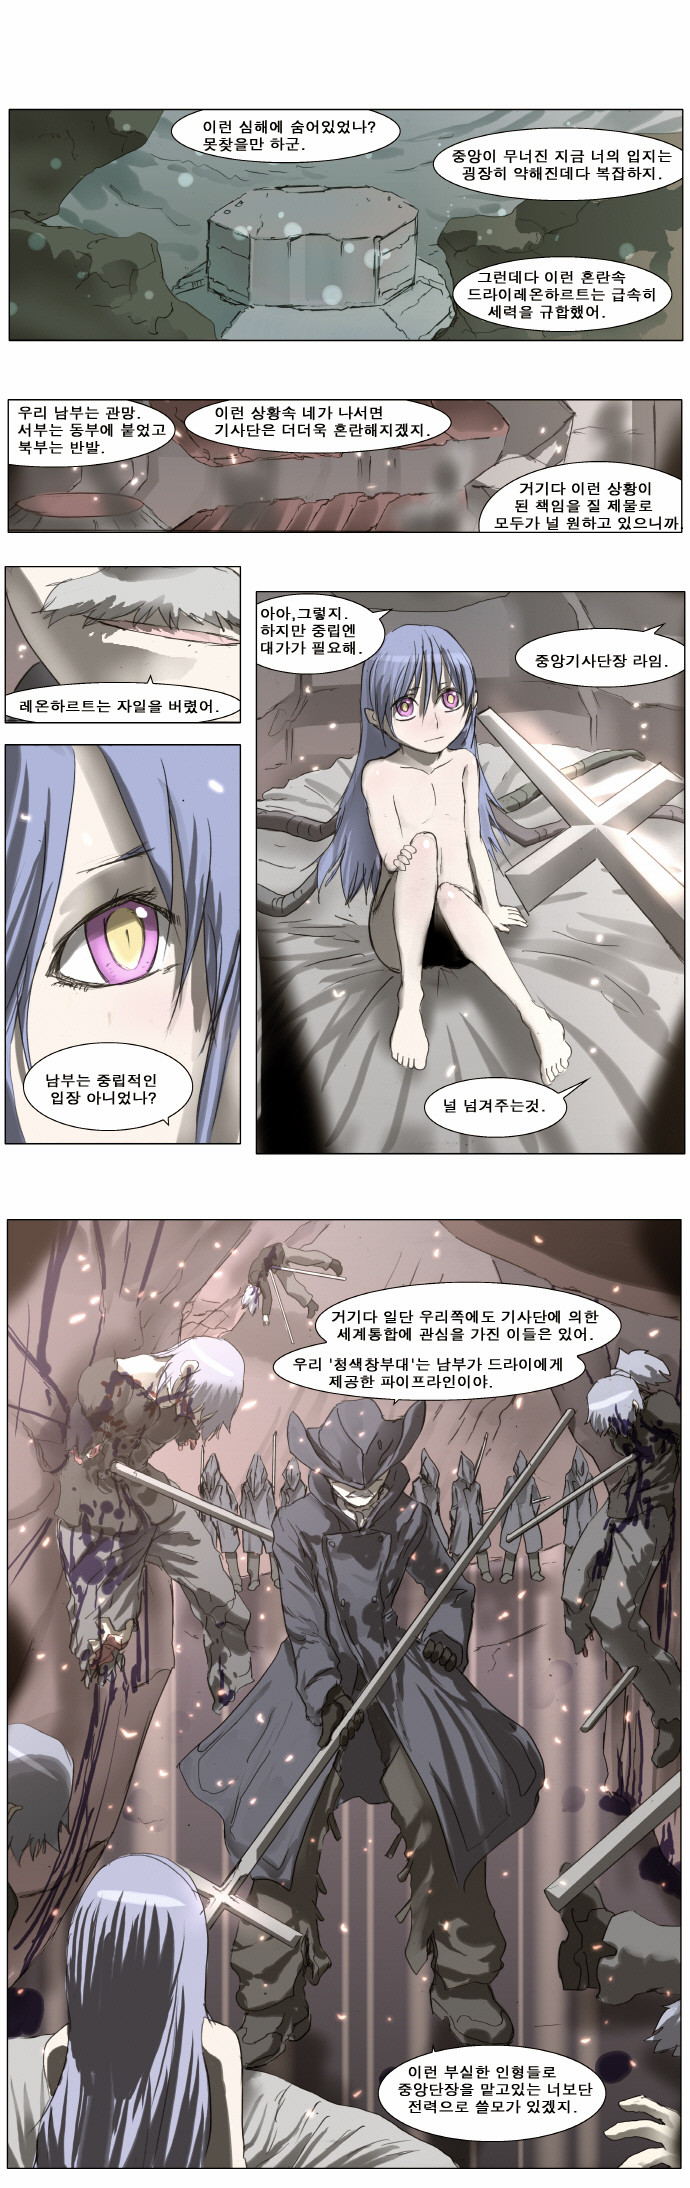 이런 심해에 숨어있었나?
못찾을만 하군.
중앙이 무너진 지금 너의 입지는
굉장히 약해진데다 복잡하지.
그런데다 이런 혼란속
드라이레온하르트는 급속히
세력을 규합했어.
우리 남부는 관망.
서부는 동부에 붙었고
북부는 반발.
이런 상황속 네가 나서면
기사단은 더더욱 혼란해지겠지.
거기다 이런 상황이
된 책임을 질 제물로
모두가 널 원하고 있으니까.
레온하르트는 자일을 버렸어.
남부는 중립적인
입장 아니었나?
아아,그렇지.
하지만 중립엔
대가가 필요해.
중앙기사단장 라임.
널 넘겨주는것.
거기다 일단 우리쪽에도 기사단에 의한
세계통합에 관심을 가진 이들은 있어.
우리 '청색창부대'는 남부가 드라이에게
제공한 파이프라인이야.
이런 부실한 인형들로
중앙단장을 맡고있는 너보단
전력으로 쓸모가 있겠지.